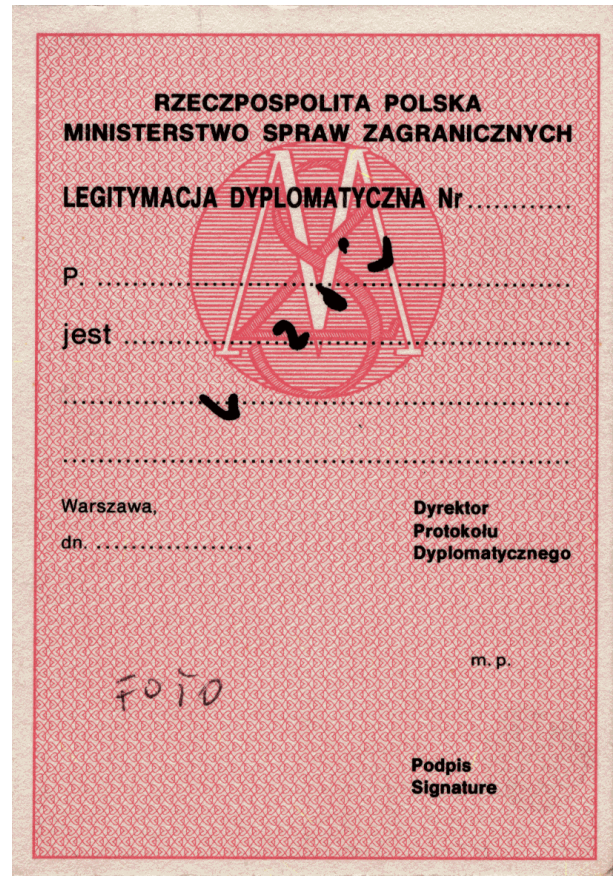 RZECZPOSPOLITA POLSKA
MINISTERSTWO SPRAW ZAGRANICZNYCH
LEGITYMACJA DYPLOMATYCZNA Nr ...........
P. ......................................................
jest ..................................................
...........................................................
...........................................................
Warszawa,
dn. ..................
Dyrektor
Protokołu
Dyplomatycznego
m. p.
FOTO
Podpis
Signature